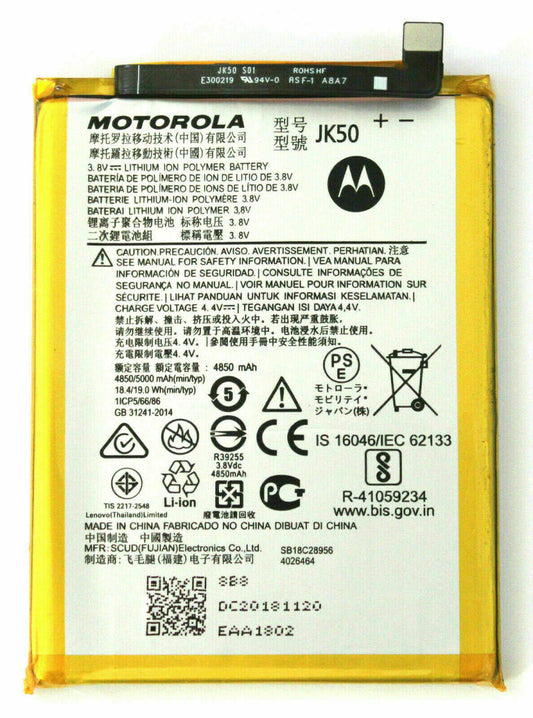 JK50 S01 ROHS HF
E300219 94V-0 ASF-1 A8A7
MOTOROLA
摩托罗拉移动技术(中国)有限公司
摩托羅拉移動技術(中國)有限公司
型号
型號 JK50 + −
3.8V⎓ LITHIUM ION POLYMER BATTERY
BATERÍA DE POLÍMERO DE ION DE LITIO DE 3.8V
BATERIA DE POLÍMERO DE IONS DE LÍTIO DE 3.8V
BATTERIE LITHIUM-ION POLYMÈRE 3,8V
BATERAI LITHIUM ION POLYMER 3,8V
锂离子聚合物电池 标称电压 3.8V
二次鋰電池組 標稱電壓 3.8V
CAUTION.PRECAUCIÓN. AVISO. AVERTISSEMENT. PERHATIAN. 注意
SEE MANUAL FOR SAFETY INFORMATION. | VEA MANUAL PARA
INFORMACIÓN DE SEGURIDAD. | CONSULTE INFORMAÇÕES DE
SEGURANÇA NO MANUAL. | VOIR MANUEL POUR INFORMATION SUR
SÉCURITE. | LIHAT PANDUAN UNTUK INFORMASI KESELAMATAN.|
CHARGE VOLTAGE 4.4V⎓ | TEGANGAN ISI DAYA 4,4V.
禁止拆解、撞击、挤压或投入火中。若出现严重鼓胀,
请勿继续使用。请勿置于高温环境中。电池浸水后禁止使用!
充电限制电压4.4V。 | 參閱使用手冊中安全資訊。|
充電限制電壓4.4V。
额定容量 額定電容量:4850 mAh
4850/5000 mAh(min/typ)
18.4/19.0 Wh(min/typ)
1ICP5/66/86
GB 31241-2014
5
PS
E
モトローラ・
モビリティ・
ジャパン(株)
R39255
3.8Vdc
4850mAh
IS 16046/IEC 62133
R-41059234
www.bis.gov.in
TIS 2217-2548
Lenovo(Thailand)Limited
Li-ion
廢電池請回收
MADE IN CHINA FABRICADO NO CHINA DIBUAT DI CHINA
中国制造 中國製造
MFR: SCUD(FUJIAN)Electronics Co., Ltd.
制造商: 飞毛腿(福建)电子有限公司
SB18C28956
4026464
8B8
DC20181120
EAA1802